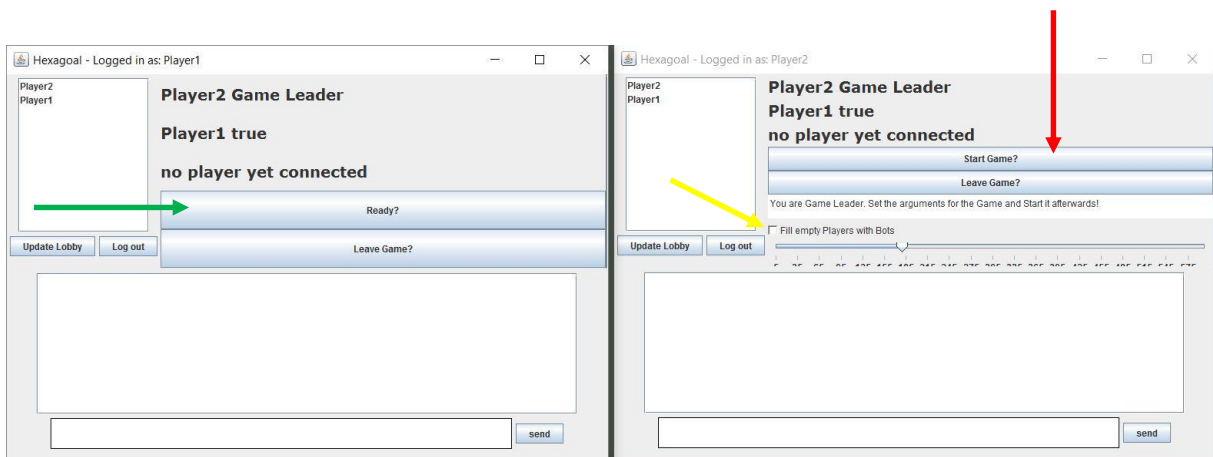 Hexagoal - Logged in as: Player1
Player2
Player1
Player2 Game Leader
Player1 true
no player yet connected
Ready?
Leave Game?
Update Lobby
Log out
send
Hexagoal - Logged in as: Player2
Player2
Player1
Player2 Game Leader
Player1 true
no player yet connected
Start Game?
Leave Game?
You are Game Leader. Set the arguments for the Game and Start it afterwards!
Fill empty Players with Bots
Update Lobby
Log out
send